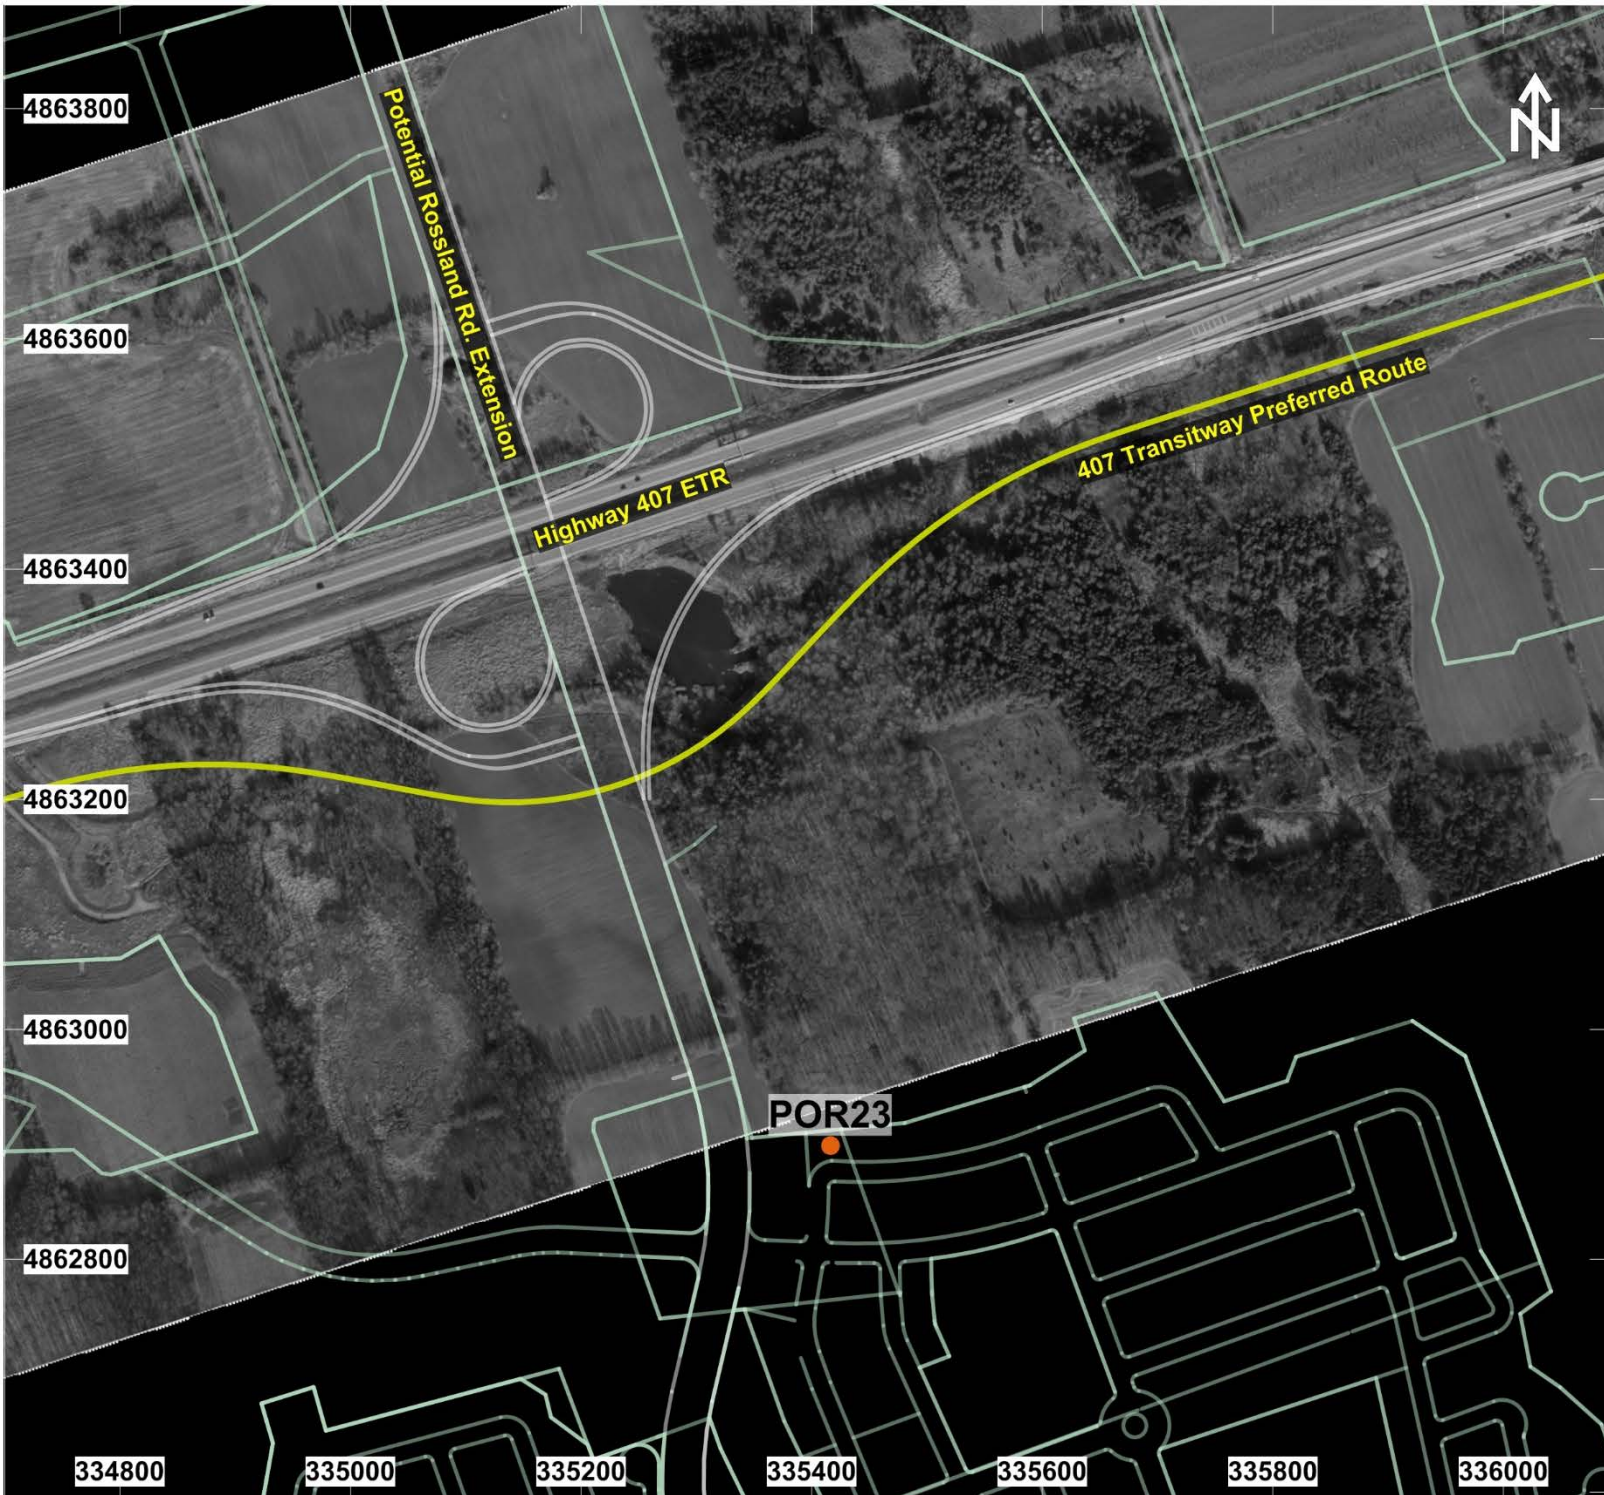 4863800
N
Potential Rossland Rd. Extension
4863600
407 Transitway Preferred Route
Highway 407 ETR
4863400
4863200
4863000
POR23
4862800
334800
335000
335200
335400
335600
335800
336000